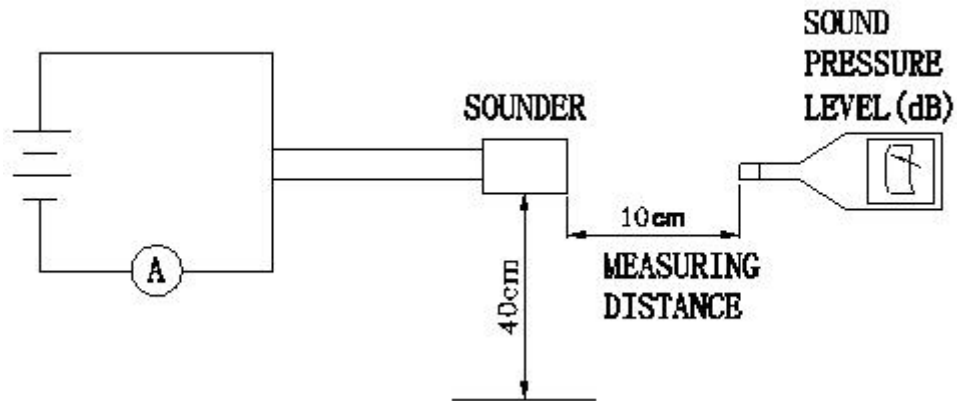 SOUND
PRESSURE
LEVEL(dB)
SOUNDER
10cm
A
MEASURING
DISTANCE
40cm